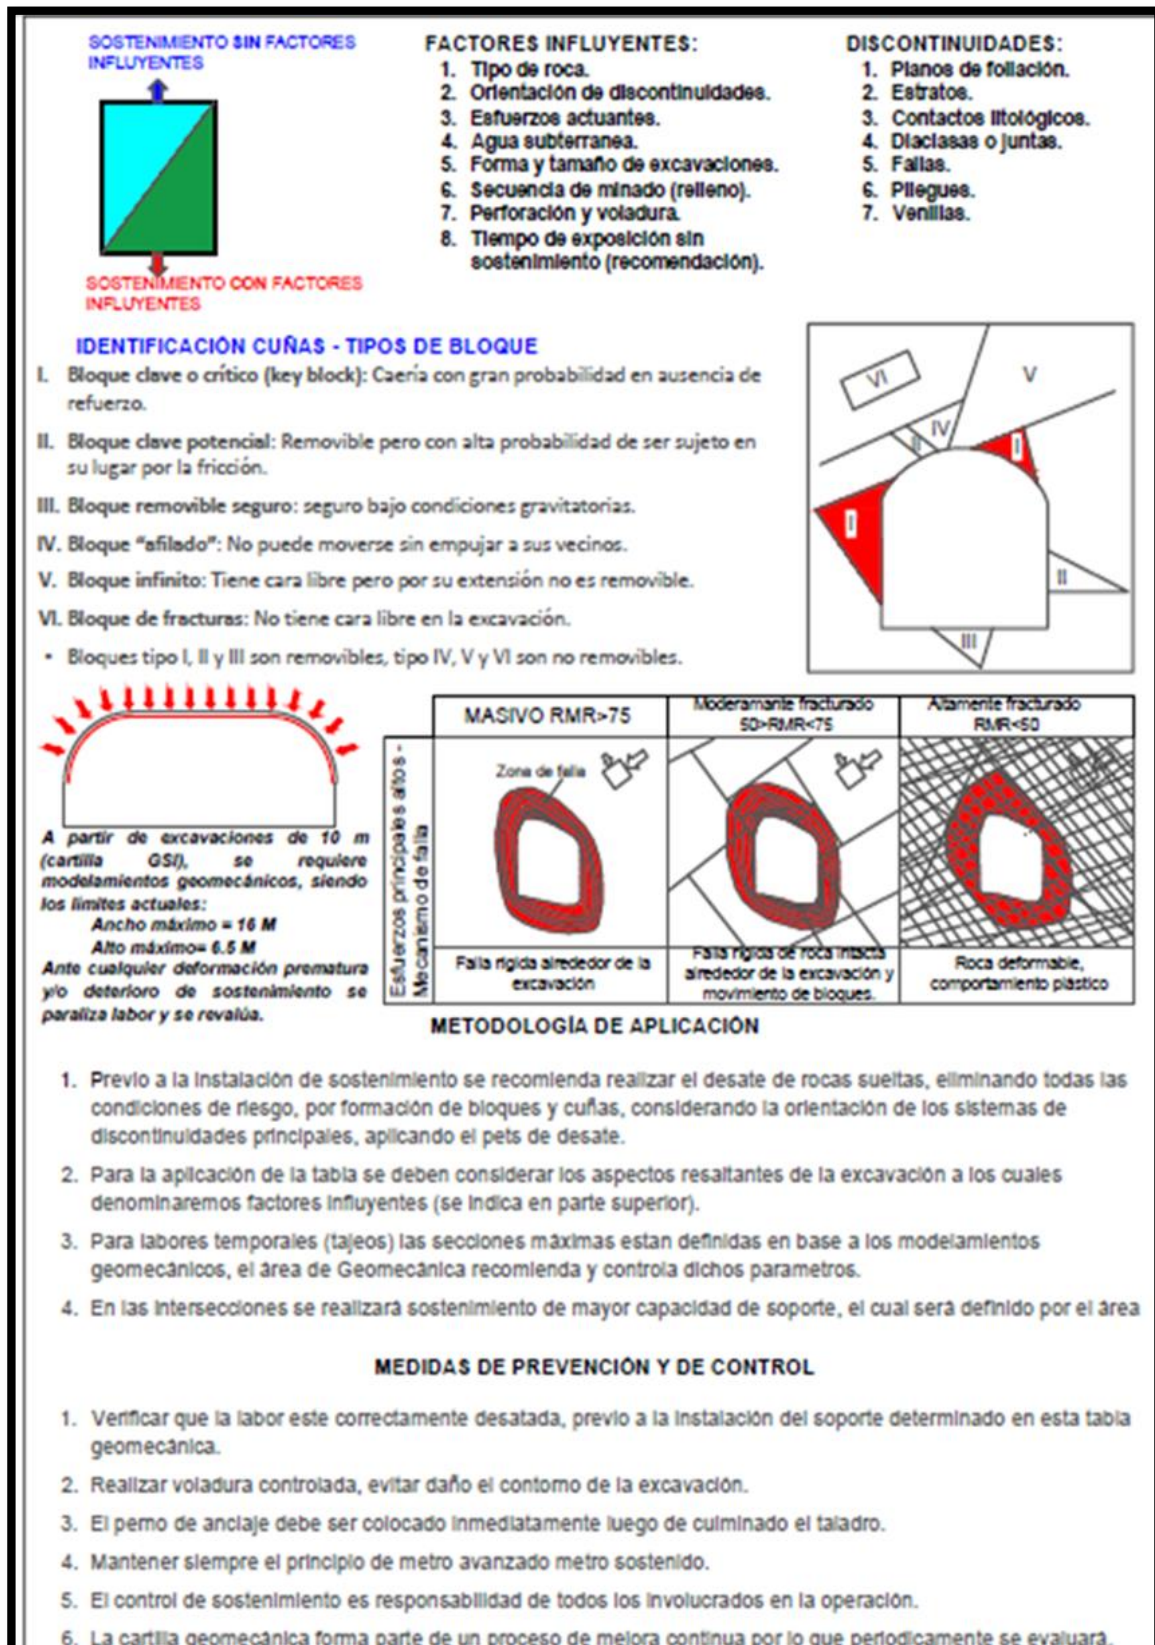 SOSTENIMIENTO SIN FACTORES
INFLUYENTES
SOSTENIMIENTO CON FACTORES
INFLUYENTES
FACTORES INFLUYENTES:
1. Tipo de roca.
2. Orientación de discontinuidades.
3. Esfuerzos actuantes.
4. Agua subterranea.
5. Forma y tamaño de excavaciones.
6. Secuencia de minado (relleno).
7. Perforación y voladura.
8. Tiempo de exposición sin
sostenimiento (recomendación).
DISCONTINUIDADES:
1. Planos de foliación.
2. Estratos.
3. Contactos litológicos.
4. Diaclasas o juntas.
5. Fallas.
6. Pliegues.
7. Venillas.
IDENTIFICACIÓN CUÑAS - TIPOS DE BLOQUE
I. Bloque clave o crítico (key block): Caería con gran probabilidad en ausencia de
refuerzo.
II. Bloque clave potencial: Removible pero con alta probabilidad de ser sujeto en
su lugar por la fricción.
III. Bloque removible seguro: seguro bajo condiciones gravitatorias.
IV. Bloque "afilado": No puede moverse sin empujar a sus vecinos.
V. Bloque infinito: Tiene cara libre pero por su extensión no es removible.
VI. Bloque de fracturas: No tiene cara libre en la excavación.
• Bloques tipo I, II y III son removibles, tipo IV, V y VI son no removibles.
VI
V
IV
II
I
I
II
III
A partir de excavaciones de 10 m
(cartilla GSI), se requiere
modelamientos geomecánicos, siendo
los límites actuales:
Ancho máximo = 16 M
Alto máximo= 6.5 M
Ante cualquier deformación prematura
y/o deterioro de sostenimiento se
paraliza labor y se revalúa.
Esfuerzos principales altos -
Mecanismo de falla
MASIVO RMR>75
Moderamante fracturado
50>RMR<75
Altamente fracturado
RMR<50
Zona de falla
Falla rígida alrededor de la
excavación
Falla rígida de roca intacta
alrededor de la excavación y
movimiento de bloques.
Roca deformable,
comportamiento plástico
METODOLOGÍA DE APLICACIÓN
1. Previo a la instalación de sostenimiento se recomienda realizar el desate de rocas sueltas, eliminando todas las
condiciones de riesgo, por formación de bloques y cuñas, considerando la orientación de los sistemas de
discontinuidades principales, aplicando el pets de desate.
2. Para la aplicación de la tabla se deben considerar los aspectos resaltantes de la excavación a los cuales
denominaremos factores influyentes (se indica en parte superior).
3. Para labores temporales (tajeos) las secciones máximas estan definidas en base a los modelamientos
geomecánicos, el área de Geomecánica recomienda y controla dichos parametros.
4. En las intersecciones se realizará sostenimiento de mayor capacidad de soporte, el cual será definido por el área
MEDIDAS DE PREVENCIÓN Y DE CONTROL
1. Verificar que la labor este correctamente desatada, previo a la instalación del soporte determinado en esta tabla
geomecánica.
2. Realizar voladura controlada, evitar daño el contorno de la excavación.
3. El perno de anclaje debe ser colocado inmediatamente luego de culminado el taladro.
4. Mantener siempre el principio de metro avanzado metro sostenido.
5. El control de sostenimiento es responsabilidad de todos los involucrados en la operación.
6. La cartilla geomecánica forma parte de un proceso de mejora continua por lo que periodicamente se evaluará.